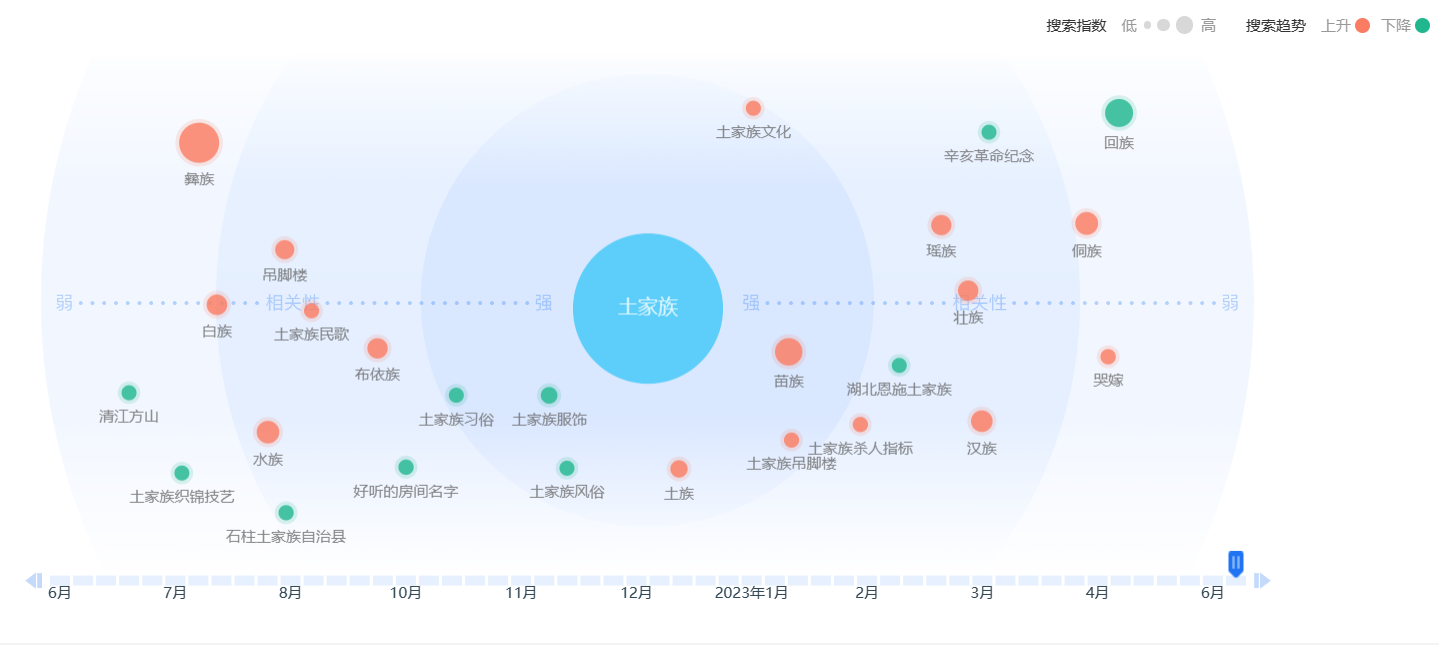 搜索指数 低 高 搜索趋势 上升 下降
土家族文化
回族
辛亥革命纪念
彝族
瑶族
侗族
吊脚楼
弱 相关性 强
土家族
强 相关性 弱
壮族
白族
土家族民歌
布依族
苗族
哭嫁
湖北恩施土家族
清江方山
土家族习俗
土家族服饰
土家族杀人指标
汉族
水族
土家族吊脚楼
土家族织锦技艺
好听的房间名字
土家族风俗
土族
石柱土家族自治县
6月 7月 8月 10月 11月 12月 2023年1月 2月 3月 4月 6月